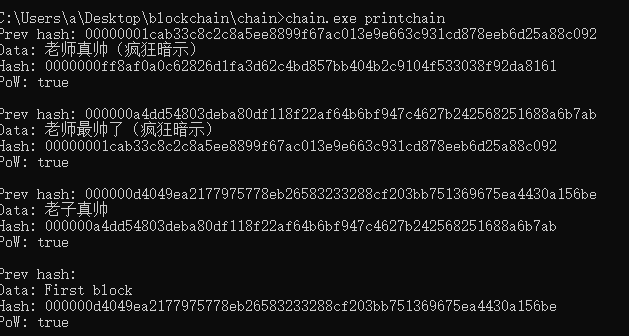 C:\Users\a\Desktop\blockchain\chain>chain.exe printchain
Prev hash: 00000001cab33c8c2c8a5ee8899f67ac013e9e663c931cd878eeb6d25a88c092
Data: 老师真帅（疯狂暗示）
Hash: 0000000ff8af0a0c62826d1fa3d62c4bd857bb404b2c9104f533038f92da8161
PoW: true
Prev hash: 000000a4dd54803deba80df118f22af64b6bf947c4627b242568251688a6b7ab
Data: 老师最帅了（疯狂暗示）
Hash: 00000001cab33c8c2c8a5ee8899f67ac013e9e663c931cd878eeb6d25a88c092
PoW: true
Prev hash: 000000d4049ea2177975778eb26583233288cf203bb751369675ea4430a156be
Data: 老子真帅
Hash: 000000a4dd54803deba80df118f22af64b6bf947c4627b242568251688a6b7ab
PoW: true
Prev hash:
Data: First block
Hash: 000000d4049ea2177975778eb26583233288cf203bb751369675ea4430a156be
PoW: true